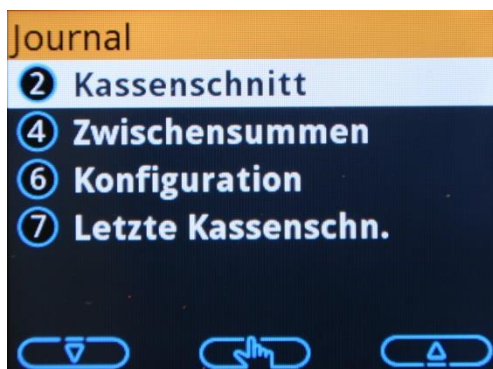 Journal
2 Kassenschnitt
4 Zwischensummen
6 Konfiguration
7 Letzte Kassenschn.